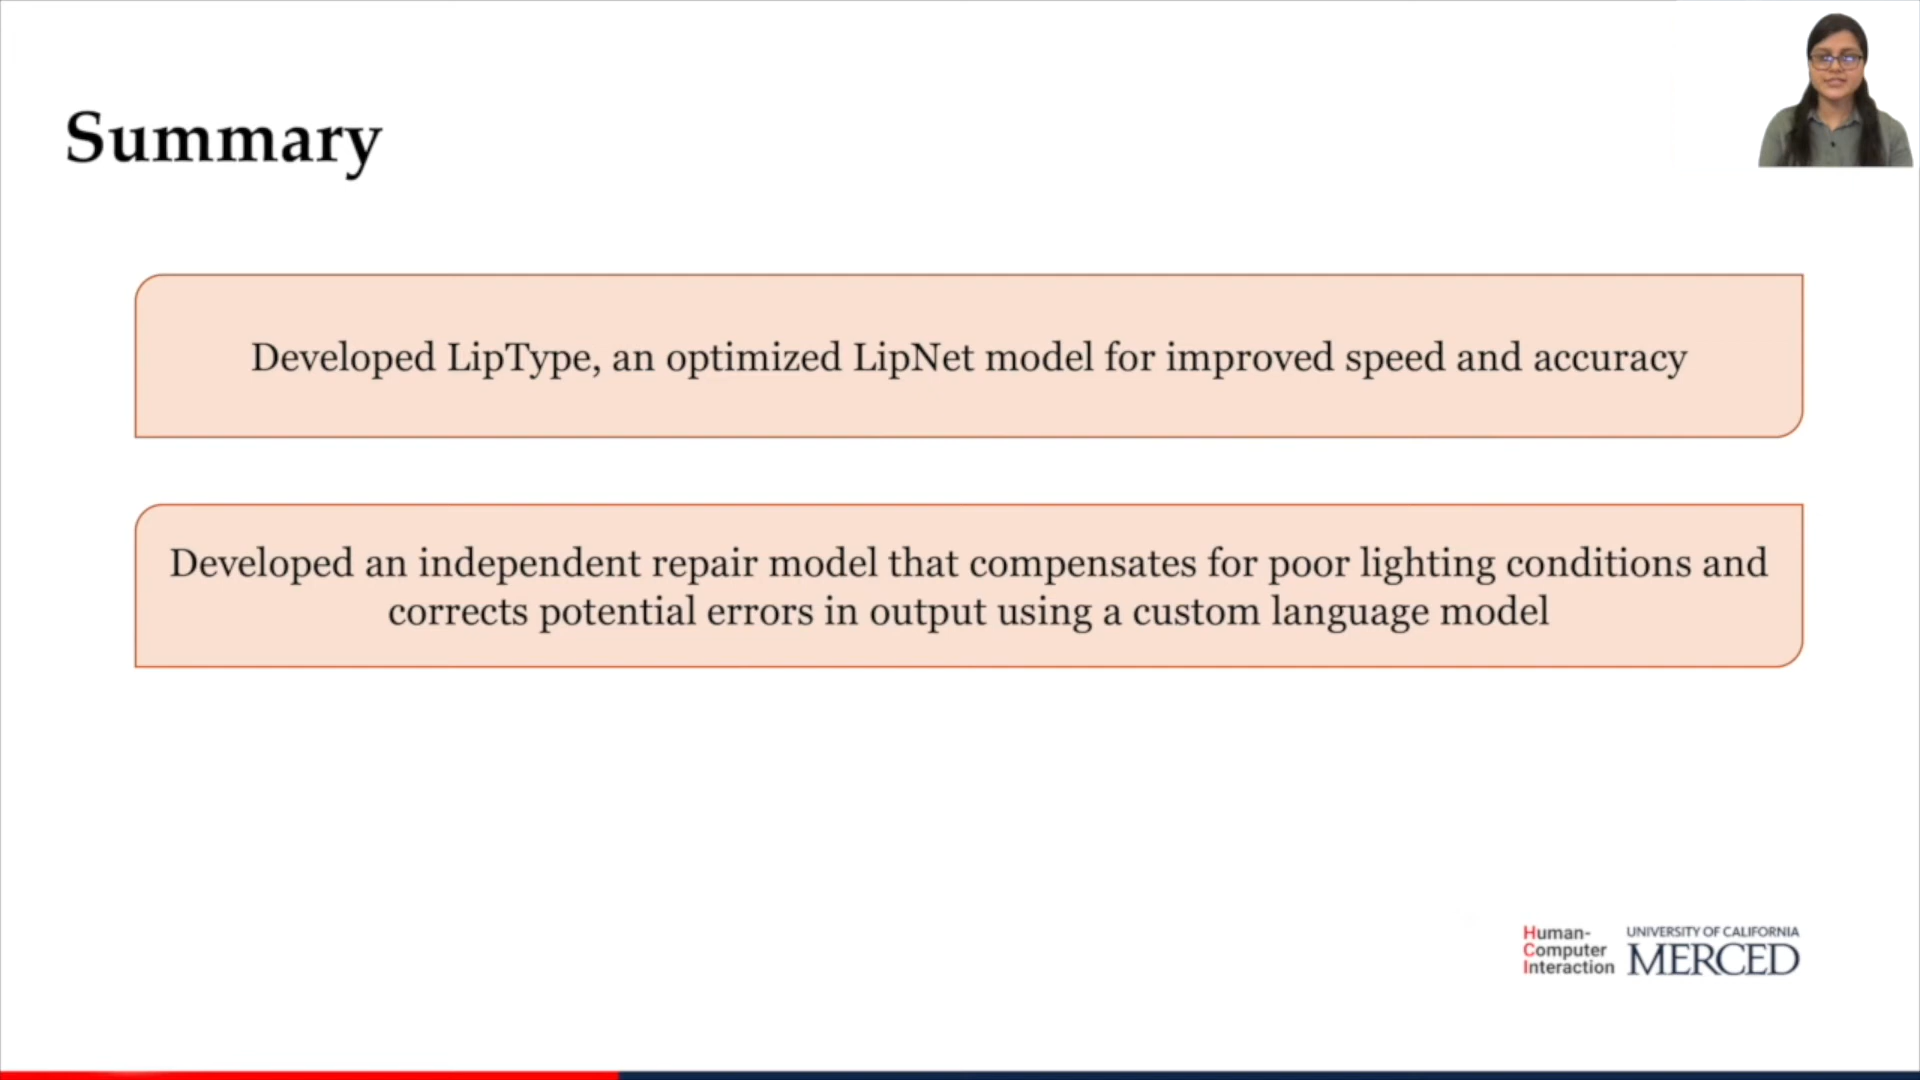 Summary
Developed LipType, an optimized LipNet model for improved speed and accuracy
Developed an independent repair model that compensates for poor lighting conditions and
corrects potential errors in output using a custom language model
Human-
Computer
Interaction
UNIVERSITY OF CALIFORNIA
MERCED